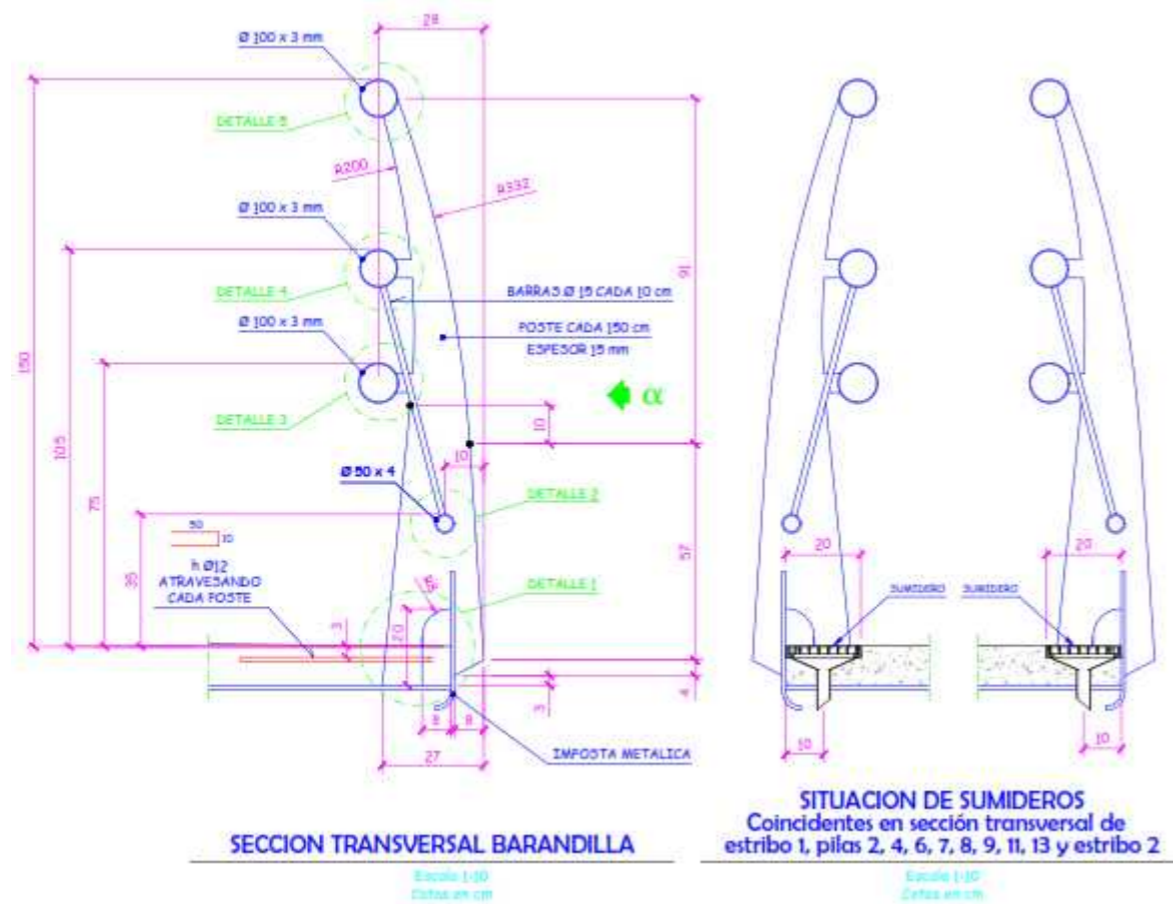 28
Ø 100 x 3 mm
DETALLE 5
R200
R332
Ø 100 x 3 mm
DETALLE 4
Ø 100 x 3 mm
DETALLE 3
BARRAS Ø 15 CADA 10 cm
POSTE CADA 150 cm
ESPESOR 15 mm
α
150
105
75
35
91
10
10
Ø 50 x 4
DETALLE 2
50
10
h Ø12
ATRAVESANDO
CADA POSTE
DETALLE 1
57
3
20
8
8
3
4
27
IMPOSTA METALICA
20
20
SUMIDERO
SUMIDERO
10
10
SECCION TRANSVERSAL BARANDILLA
Escala 1-10
Cotas en cm
SITUACION DE SUMIDEROS
Coincidentes en sección transversal de
estribo 1, pilas 2, 4, 6, 7, 8, 9, 11, 13 y estribo 2
Escala 1-10
Cotas en cm